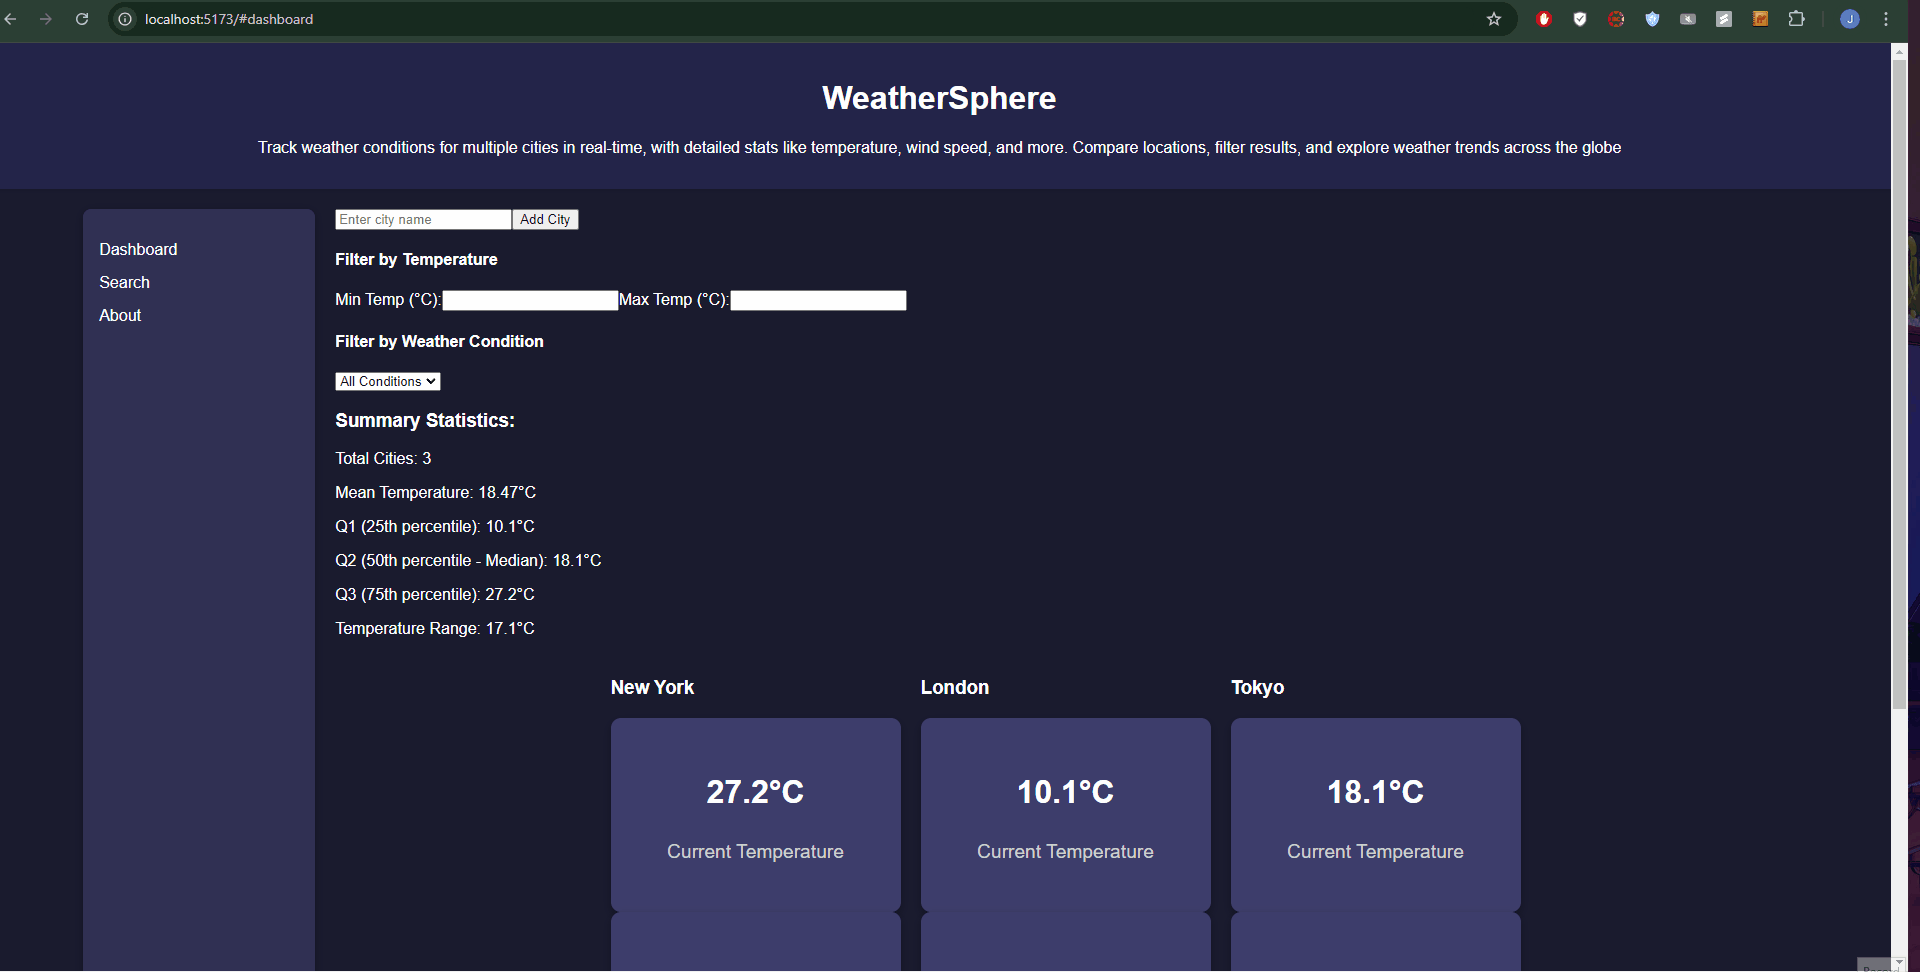 localhost:5173/#dashboard
J
WeatherSphere
Track weather conditions for multiple cities in real-time, with detailed stats like temperature, wind speed, and more. Compare locations, filter results, and explore weather trends across the globe
Dashboard
Search
About
Enter city name Add City
Filter by Temperature
Min Temp (°C): Max Temp (°C):
Filter by Weather Condition
All Conditions
Summary Statistics:
Total Cities: 3
Mean Temperature: 18.47°C
Q1 (25th percentile): 10.1°C
Q2 (50th percentile - Median): 18.1°C
Q3 (75th percentile): 27.2°C
Temperature Range: 17.1°C
New York London Tokyo
27.2°C 10.1°C 18.1°C
Current Temperature Current Temperature Current Temperature